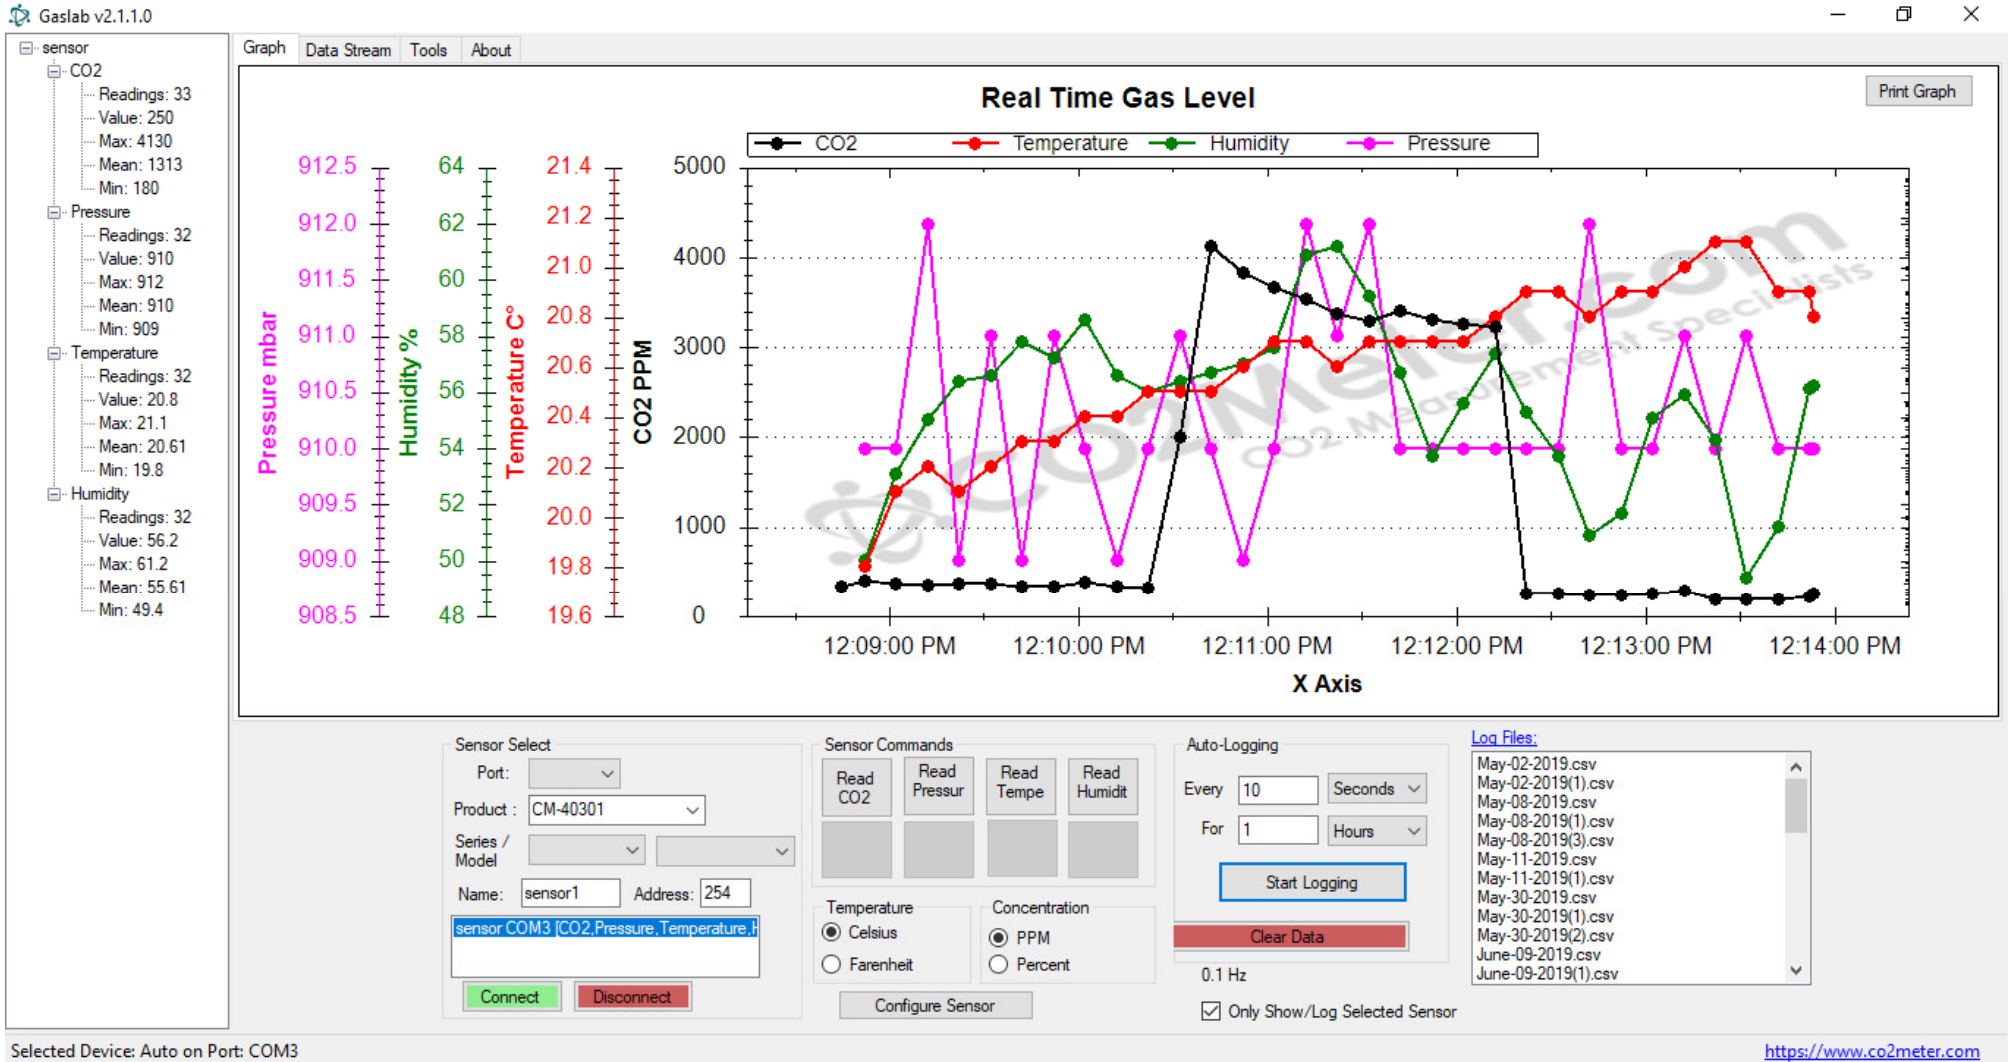 Gaslab v2.1.1.0
sensor
CO2
Readings: 33
Value: 250
Max: 4130
Mean: 1313
Min: 180
Pressure
Readings: 32
Value: 910
Max: 912
Mean: 910
Min: 909
Temperature
Readings: 32
Value: 20.8
Max: 21.1
Mean: 20.61
Min: 19.8
Humidity
Readings: 32
Value: 56.2
Max: 61.2
Mean: 55.61
Min: 49.4
Graph Data Stream Tools About
Real Time Gas Level
Print Graph
CO2 Temperature Humidity Pressure
Pressure mbar
912.5
912.0
911.5
911.0
910.5
910.0
909.5
909.0
908.5
Humidity %
64
62
60
58
56
54
52
50
48
Temperature C°
21.4
21.2
21.0
20.8
20.6
20.4
20.2
20.0
19.8
19.6
CO2 PPM
5000
4000
3000
2000
1000
0
CO2Meter.com
CO2 Measurement Specialists
12:09:00 PM 12:10:00 PM 12:11:00 PM 12:12:00 PM 12:13:00 PM 12:14:00 PM
X Axis
Sensor Select
Port:
Product : CM-40301
Series /
Model
Name: sensor1 Address: 254
sensor COM3 [CO2,Pressure,Temperature,H
Connect Disconnect
Sensor Commands
Read
CO2
Read
Pressur
Read
Tempe
Read
Humidit
Temperature
Celsius
Farenheit
Concentration
PPM
Percent
Configure Sensor
Auto-Logging
Every 10 Seconds
For 1 Hours
Start Logging
Clear Data
0.1 Hz
Only Show/Log Selected Sensor
Log Files:
May-02-2019.csv
May-02-2019(1).csv
May-08-2019.csv
May-08-2019(1).csv
May-08-2019(3).csv
May-11-2019.csv
May-11-2019(1).csv
May-30-2019.csv
May-30-2019(1).csv
May-30-2019(2).csv
June-09-2019.csv
June-09-2019(1).csv
Selected Device: Auto on Port: COM3
https://www.co2meter.com